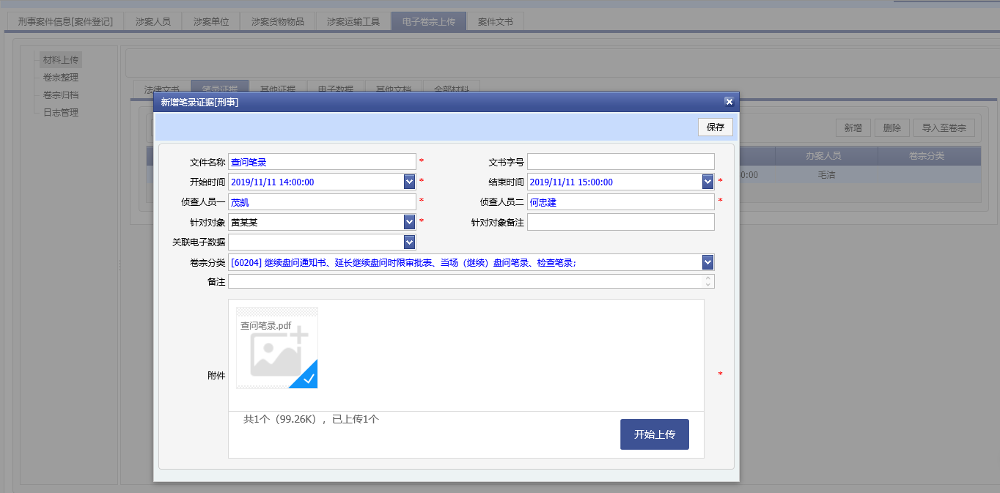 刑事案件信息[案件登记] 涉案人员 涉案单位 涉案货物物品 涉案运输工具 电子卷宗上传 案件文书
材料上传
卷宗整理
卷宗归档
日志管理
法律文书 笔录证据 其他证据 电子数据 其他文档 全部材料
新增笔录证据[刑事]
保存
新增 删除 导入至卷宗
办案人员 卷宗分类
0:00 毛洁
文件名称 查问笔录 * 文书字号
开始时间 2019/11/11 14:00:00 * 结束时间 2019/11/11 15:00:00 *
侦查人员一 茂凯 * 侦查人员二 何忠建 *
针对对象 黄某某 * 针对对象备注
关联电子数据
卷宗分类 [60204] 继续盘问通知书、延长继续盘问时限审批表、当场（继续）盘问笔录、检查笔录;
备注
查问笔录.pdf
附件 *
共1个（99.26K），已上传1个
开始上传